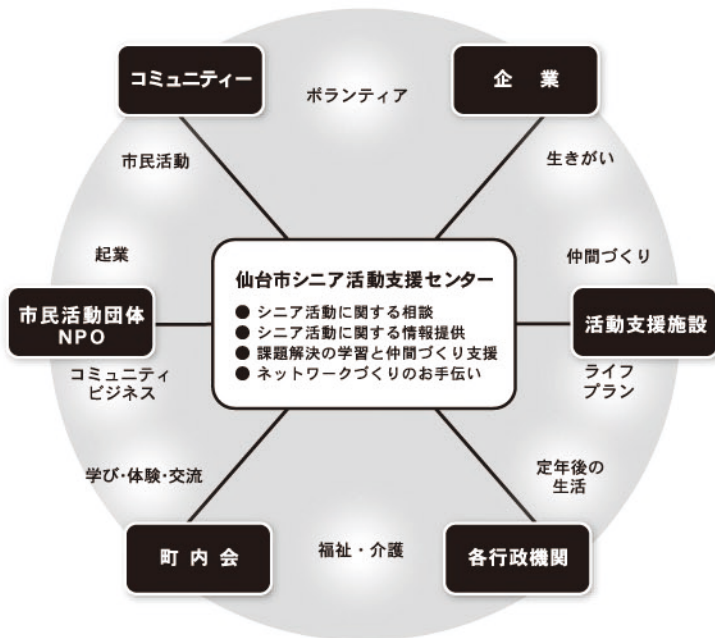 コミュニティー
ボランティア
企業
市民活動
生きがい
起業
仲間づくり
仙台市シニア活動支援センター
● シニア活動に関する相談
● シニア活動に関する情報提供
● 課題解決の学習と仲間づくり支援
● ネットワークづくりのお手伝い
市民活動団体
NPO
活動支援施設
コミュニティ
ビジネス
ライフ
プラン
学び・体験・交流
定年後の
生活
町内会
福祉・介護
各行政機関